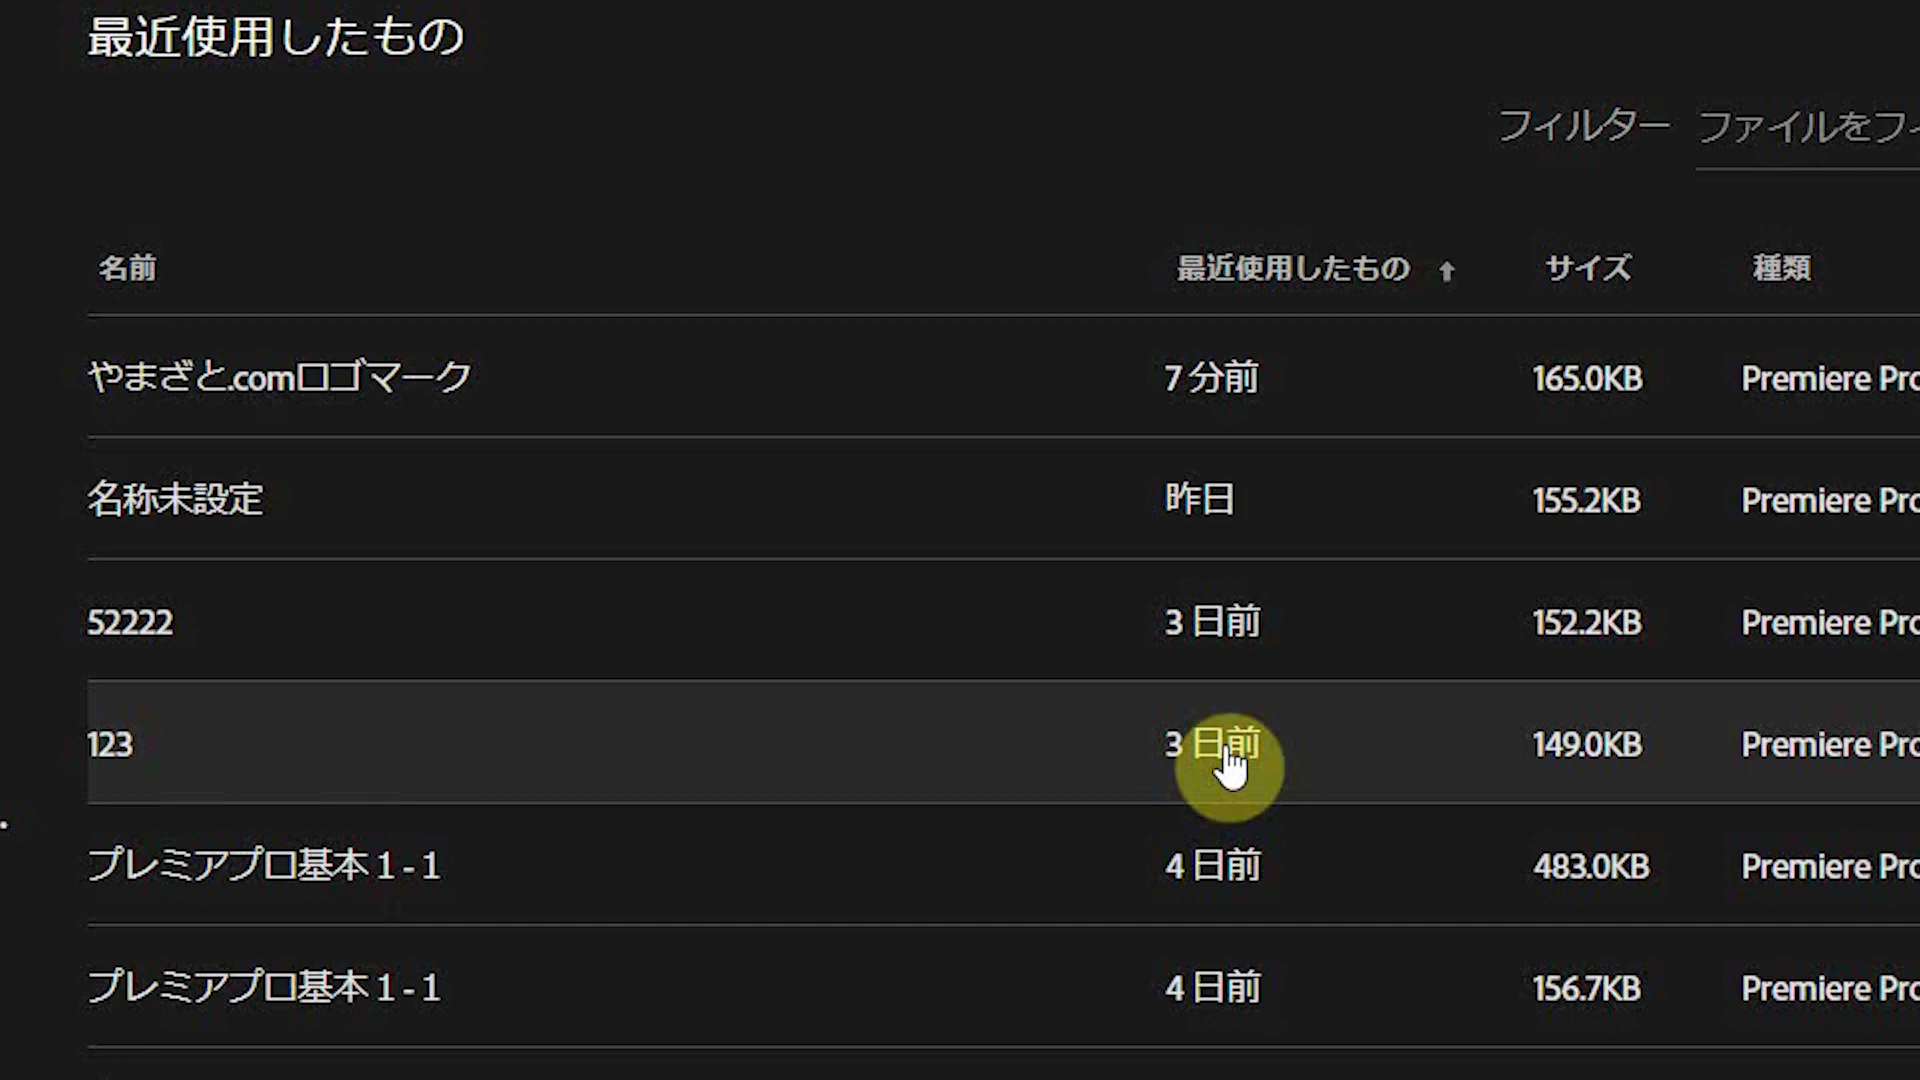 最近使用したもの
フィルター ファイルをフィ
名前 最近使用したもの ↑ サイズ 種類
やまざと.comロゴマーク 7 分前 165.0KB Premiere Pro
名称未設定 昨日 155.2KB Premiere Pro
52222 3 日前 152.2KB Premiere Pro
123 3 日前 149.0KB Premiere Pro
プレミアプロ基本１-１ 4 日前 483.0KB Premiere Pro
プレミアプロ基本１-１ 4 日前 156.7KB Premiere Pro